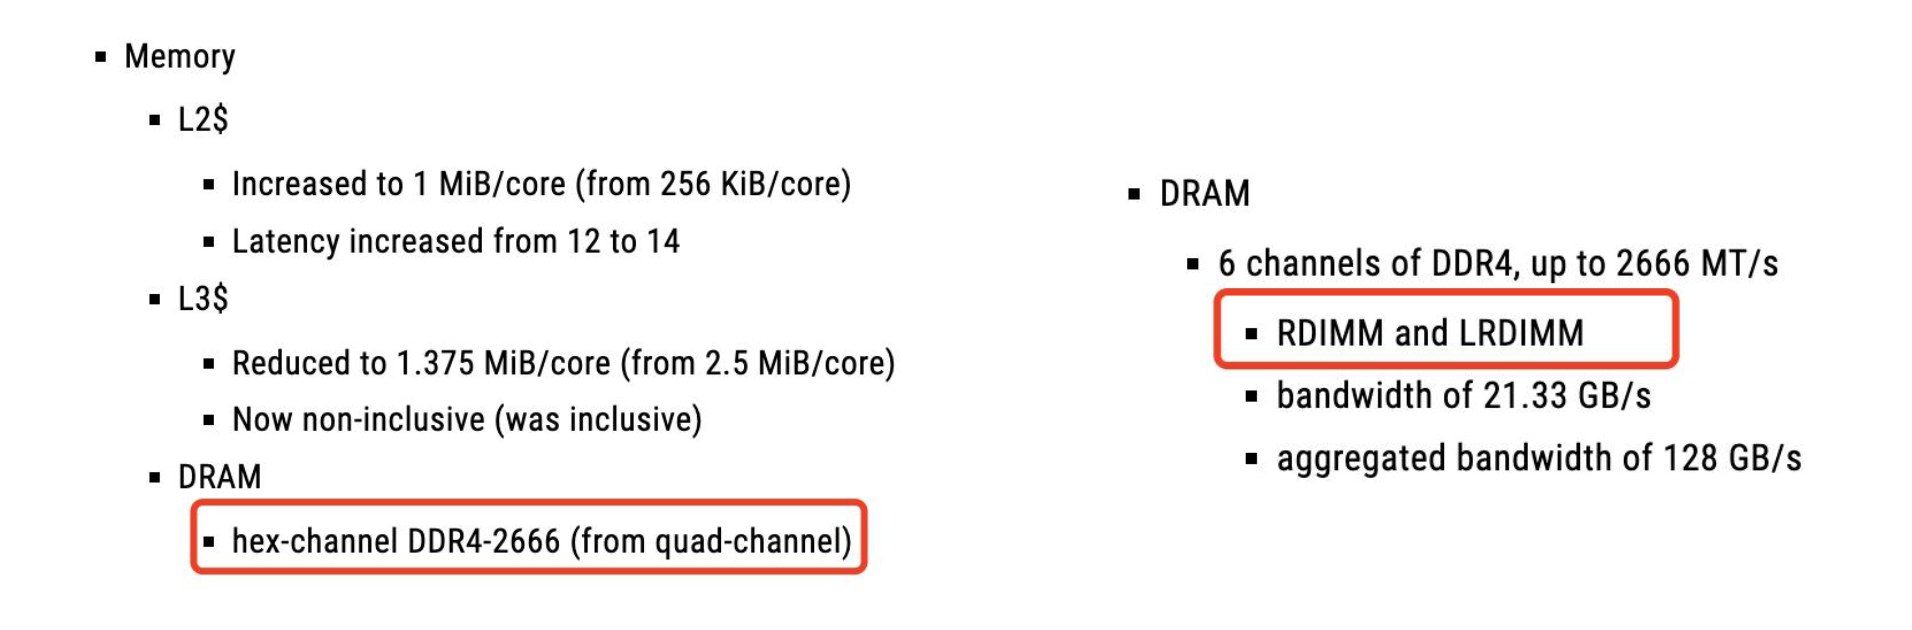 Memory
L2$
Increased to 1 MiB/core (from 256 KiB/core)
Latency increased from 12 to 14
L3$
Reduced to 1.375 MiB/core (from 2.5 MiB/core)
Now non-inclusive (was inclusive)
DRAM
hex-channel DDR4-2666 (from quad-channel)
DRAM
6 channels of DDR4, up to 2666 MT/s
RDIMM and LRDIMM
bandwidth of 21.33 GB/s
aggregated bandwidth of 128 GB/s